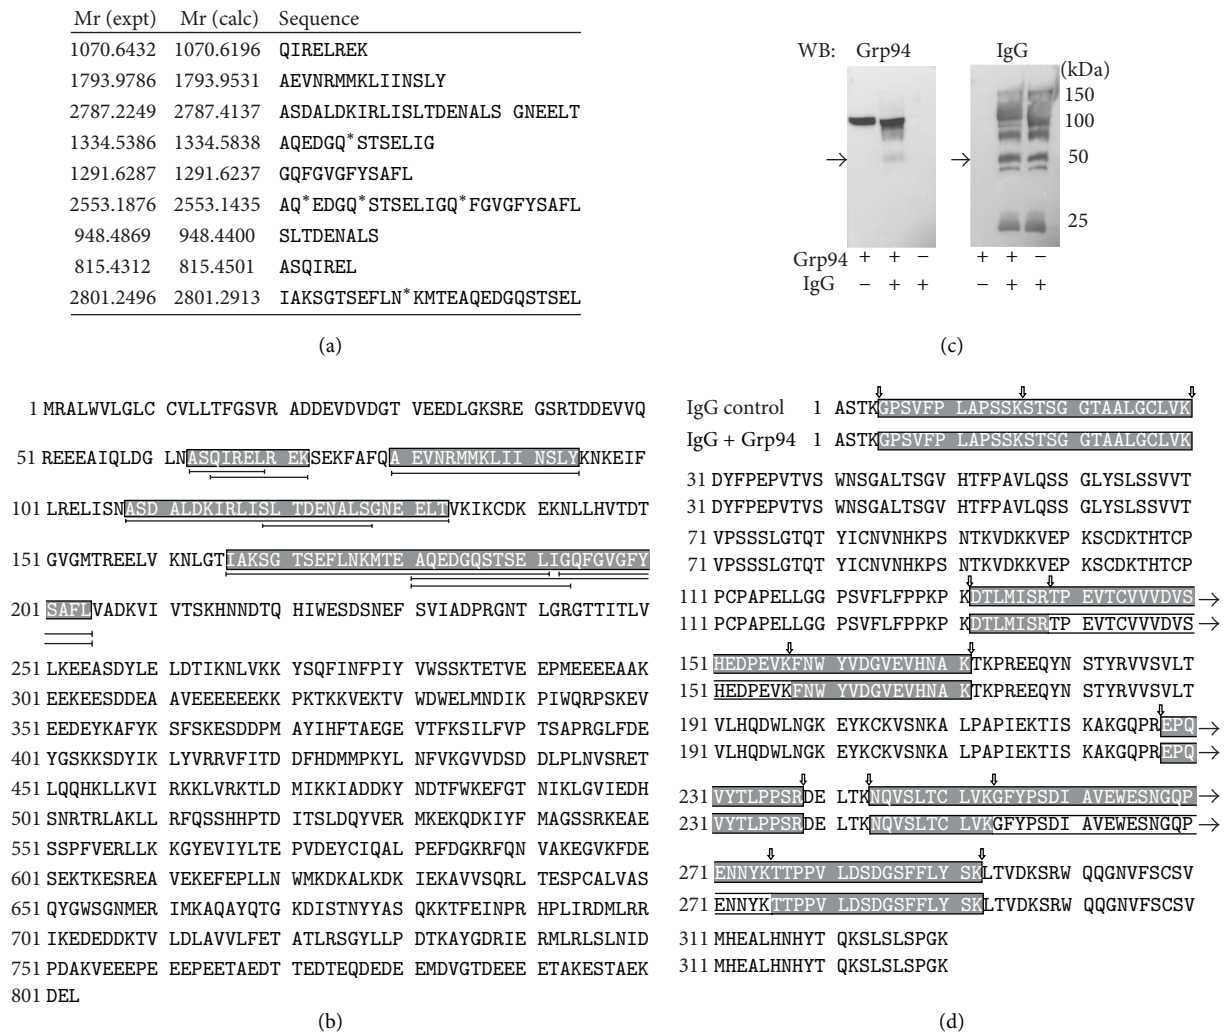 Mr (expt) Mr (calc) Sequence
1070.6432 1070.6196 QIRELREK
1793.9786 1793.9531 AEVNRMMKLIINSLY
2787.2249 2787.4137 ASDALDKIRLISLTDENALS GNEELT
1334.5386 1334.5838 AQEDGQ*STSELIG
1291.6287 1291.6237 GQFGVGFYSAFL
2553.1876 2553.1435 AQ*EDGQ*STSELIGQ*FGVGFYSAFL
948.4869 948.4400 SLTDENALS
815.4312 815.4501 ASQIREL
2801.2496 2801.2913 IAKSGTSEFLN*KMTEAQEDGQSTSEL
(a)
WB: Grp94 IgG
(kDa)
150
100
→ → 50
25
Grp94 + + − + + −
IgG − + + − + +
(c)
1 MRALWVLGLC CVLLTFGSVR ADDEVDVDGT VEEDLGKSRE GSRTDDEVVQ
51 REEEAIQLDG LNASQIRELR EKSEKFAFQA EVNRMMKLII NSLYKNKEIF
101 LRELISNASD ALDKIRLISL TDENALSGNE ELTVKIKCDK EKNLLHVTDT
151 GVGMTREELV KNLGTIAKSG TSEFLNKMTE AQEDGQSTSE LIGQFGVGFY
201 SAFLVADKVI VTSKHNNDTQ HIWESDSNEF SVIADPRGNT LGRGTTITLV
251 LKEEASDYLE LDTIKNLVKK YSQFINFPIY VWSSKTETVE EPMEEEEAAK
301 EEKEESDDEA AVEEEEEEKK PKTKKVEKTV WDWELMNDIK PIWQRPSKEV
351 EEDEYKAFYK SFSKESDDPM AYIHFTAEGE VTFKSILFVP TSAPRGLFDE
401 YGSKKSDYIK LYVRRVFITD DFHDMMPKYL NFVKGVVDSD DLPLNVSRET
451 LQQHKLLKVI RKKLVRKTLD MIKKIADDKY NDTFWKEFGT NIKLGVIEDH
501 SNRTRLAKLL RFQSSHHPTD ITSLDQYVER MKEKQDKIYF MAGSSRKEAE
551 SSPFVERLLK KGYEVIYLTE PVDEYCIQAL PEFDGKRFQN VAKEGVKFDE
601 SEKTKESREA VEKEFEPLLN WMKDKALKDK IEKAVVSQRL TESPCALVAS
651 QYGWSGNMER IMKAQAYQTG KDISTNYYAS QKKTFEINPR HPLIRDMLRR
701 IKEDEDDKTV LDLAVVLFET ATLRSGYLLP DTKAYGDRIE RMLRLSLNID
751 PDAKVEEEPE EEPEETAEDT TEDTEQDEDE EMDVGTDEEE ETAKESTAEK
801 DEL
(b)
IgG control 1 ASTKGPSVFP LAPSSKSTSG GTAALGCLVK
IgG + Grp94 1 ASTKGPSVFP LAPSSKSTSG GTAALGCLVK
31 DYFPEPVTVS WNSGALTSGV HTFPAVLQSS GLYSLSSVVT
31 DYFPEPVTVS WNSGALTSGV HTFPAVLQSS GLYSLSSVVT
71 VPSSSLGTQT YICNVNHKPS NTKVDKKVEP KSCDKTHTCP
71 VPSSSLGTQT YICNVNHKPS NTKVDKKVEP KSCDKTHTCP
111 PCPAPELLGG PSVFLFPPKP KDTLMISRTP EVTCVVVDVS →
111 PCPAPELLGG PSVFLFPPKP KDTLMISRTP EVTCVVVDVS →
151 HEDPEVKFNW YVDGVEVHNA KTKPREEQYN STYRVVSVLT
151 HEDPEVKFNW YVDGVEVHNA KTKPREEQYN STYRVVSVLT
191 VLHQDWLNGK EYKCKVSNKA LPAPIEKTIS KAKGQPREPQ →
191 VLHQDWLNGK EYKCKVSNKA LPAPIEKTIS KAKGQPREPQ →
231 VYTLPPSRDE LTKNQVSLTC LVKGFYPSDI AVEWESNGQP →
231 VYTLPPSRDE LTKNQVSLTC LVKGFYPSDI AVEWESNGQP →
271 ENNYKTTPPV LDSDGSFFLY SKLTVDKSRW QQGNVFSCSV
271 ENNYKTTPPV LDSDGSFFLY SKLTVDKSRW QQGNVFSCSV
311 MHEALHNHYT QKSLSLSPGK
311 MHEALHNHYT QKSLSLSPGK
(d)